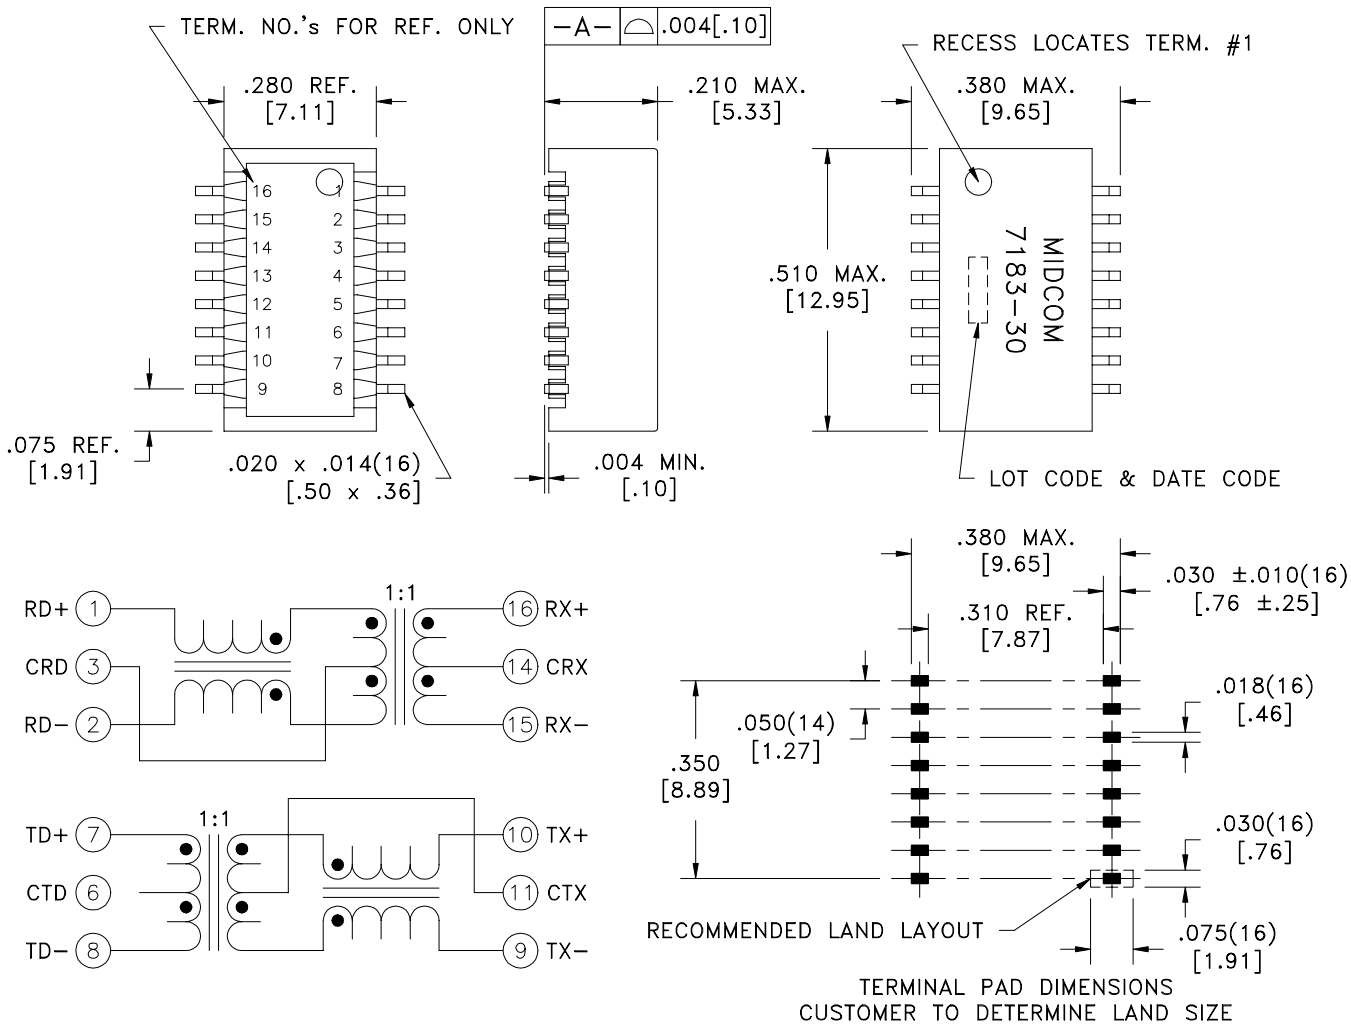 TERM. NO.'s FOR REF. ONLY
-A- .004[.10]
RECESS LOCATES TERM. #1
.280 REF.
[7.11]
.210 MAX.
[5.33]
.380 MAX.
[9.65]
16 1
15 2
14 3
13 4
12 5
11 6
10 7
9 8
.510 MAX.
[12.95]
MIDCOM
7183-30
.075 REF.
[1.91]
.020 x .014(16)
[.50 x .36]
.004 MIN.
[.10]
LOT CODE & DATE CODE
RD+ 1
CRD 3
RD- 2
1:1
16 RX+
14 CRX
15 RX-
TD+ 7
CTD 6
TD- 8
1:1
10 TX+
11 CTX
9 TX-
.380 MAX.
[9.65]
.030 ±.010(16)
[.76 ±.25]
.310 REF.
[7.87]
.018(16)
[.46]
.050(14)
[1.27]
.350
[8.89]
.030(16)
[.76]
RECOMMENDED LAND LAYOUT
.075(16)
[1.91]
TERMINAL PAD DIMENSIONS
CUSTOMER TO DETERMINE LAND SIZE